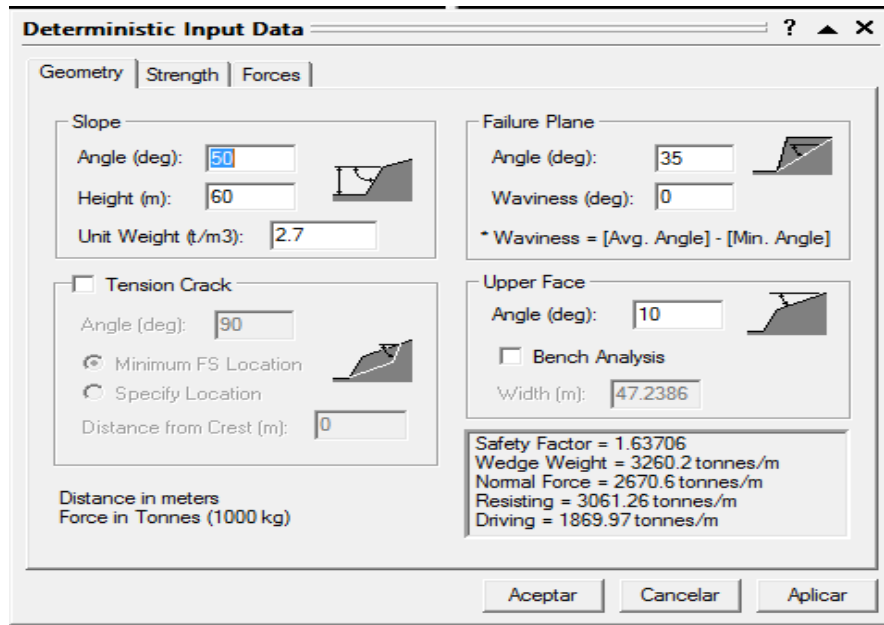 Deterministic Input Data ? ×
Geometry Strength Forces
Slope
Angle (deg): 50
Height (m): 60
Unit Weight (t/m3): 2.7
Tension Crack
Angle (deg): 90
Minimum FS Location
Specify Location
Distance from Crest (m): 0
Distance in meters
Force in Tonnes (1000 kg)
Failure Plane
Angle (deg): 35
Waviness (deg): 0
* Waviness = [Avg. Angle] - [Min. Angle]
Upper Face
Angle (deg): 10
Bench Analysis
Width (m): 47.2386
Safety Factor = 1.63706
Wedge Weight = 3260.2 tonnes/m
Normal Force = 2670.6 tonnes/m
Resisting = 3061.26 tonnes/m
Driving = 1869.97 tonnes/m
Aceptar Cancelar Aplicar